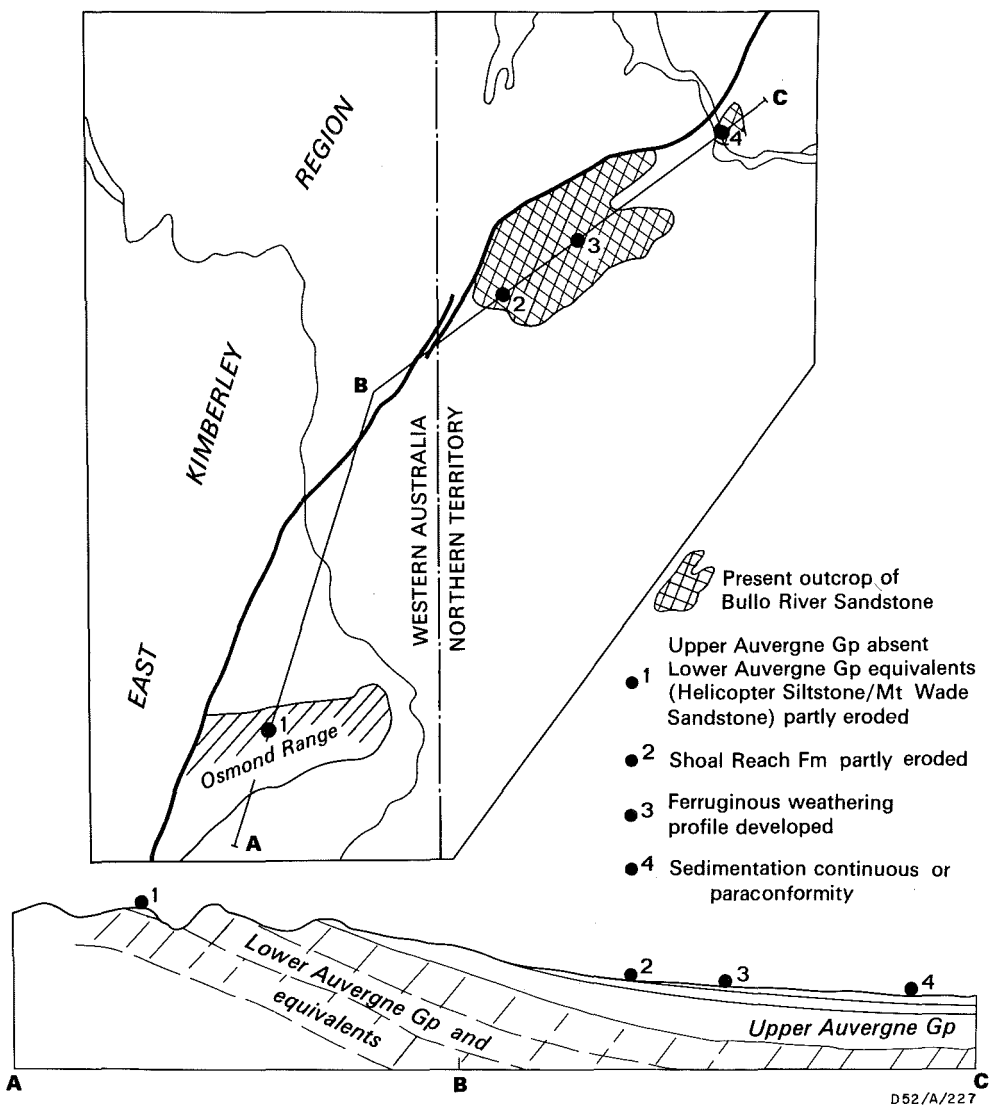 C
4
REGION
3
2
B
KIMBERLEY
WESTERN AUSTRALIA
NORTHERN TERRITORY
EAST
1
Osmond Range
A
Present outcrop of
Bullo River Sandstone
Upper Auvergne Gp absent
1 Lower Auvergne Gp equivalents
(Helicopter Siltstone/Mt Wade
Sandstone) partly eroded
2 Shoal Reach Fm partly eroded
3 Ferruginous weathering
profile developed
4 Sedimentation continuous or
paraconformity
1
Lower Auvergne Gp and
equivalents
2
3
4
Upper Auvergne Gp
A
B
C
D52/A/227